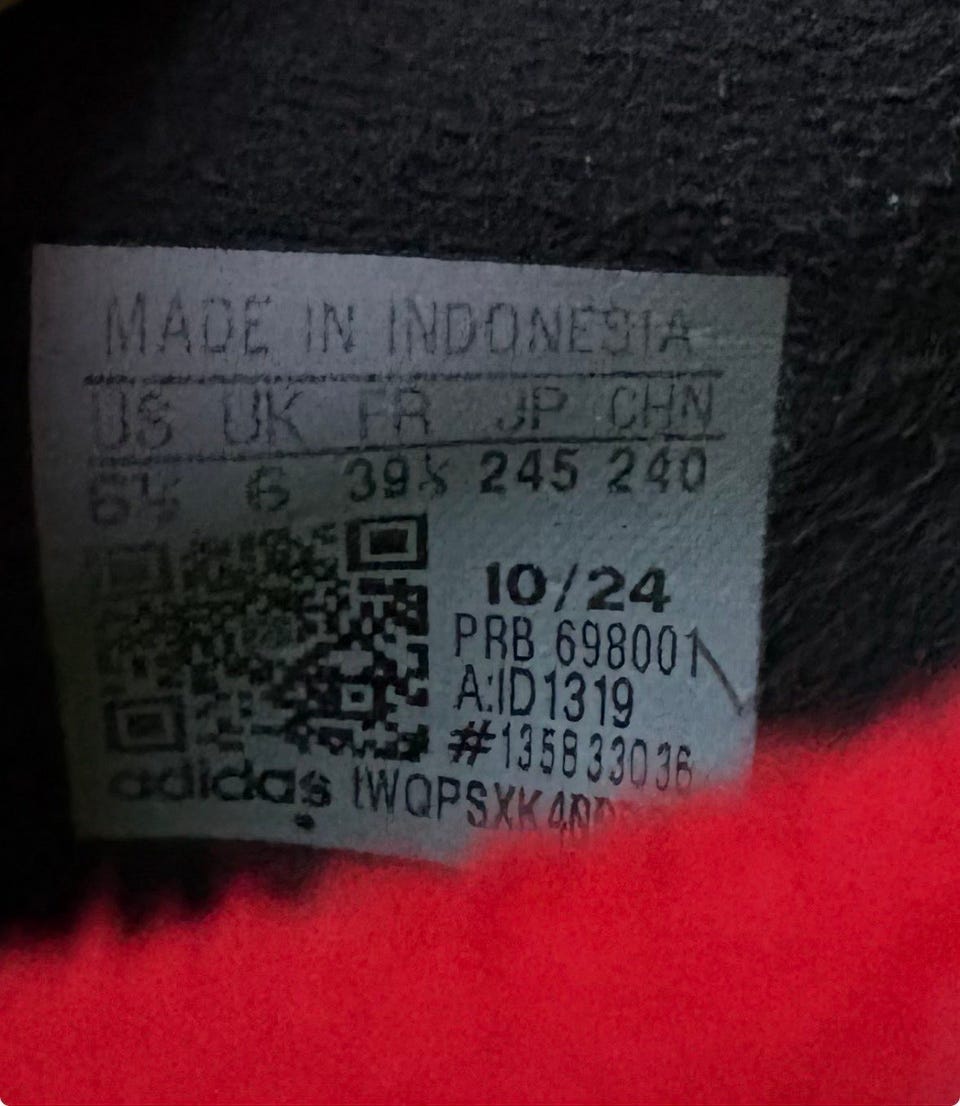 MADE IN INDONESIA
US UK FR JP CHN
6½ 6 39⅓ 245 240
10/24
PRB 698001
A:ID1319
#135833036
adidas